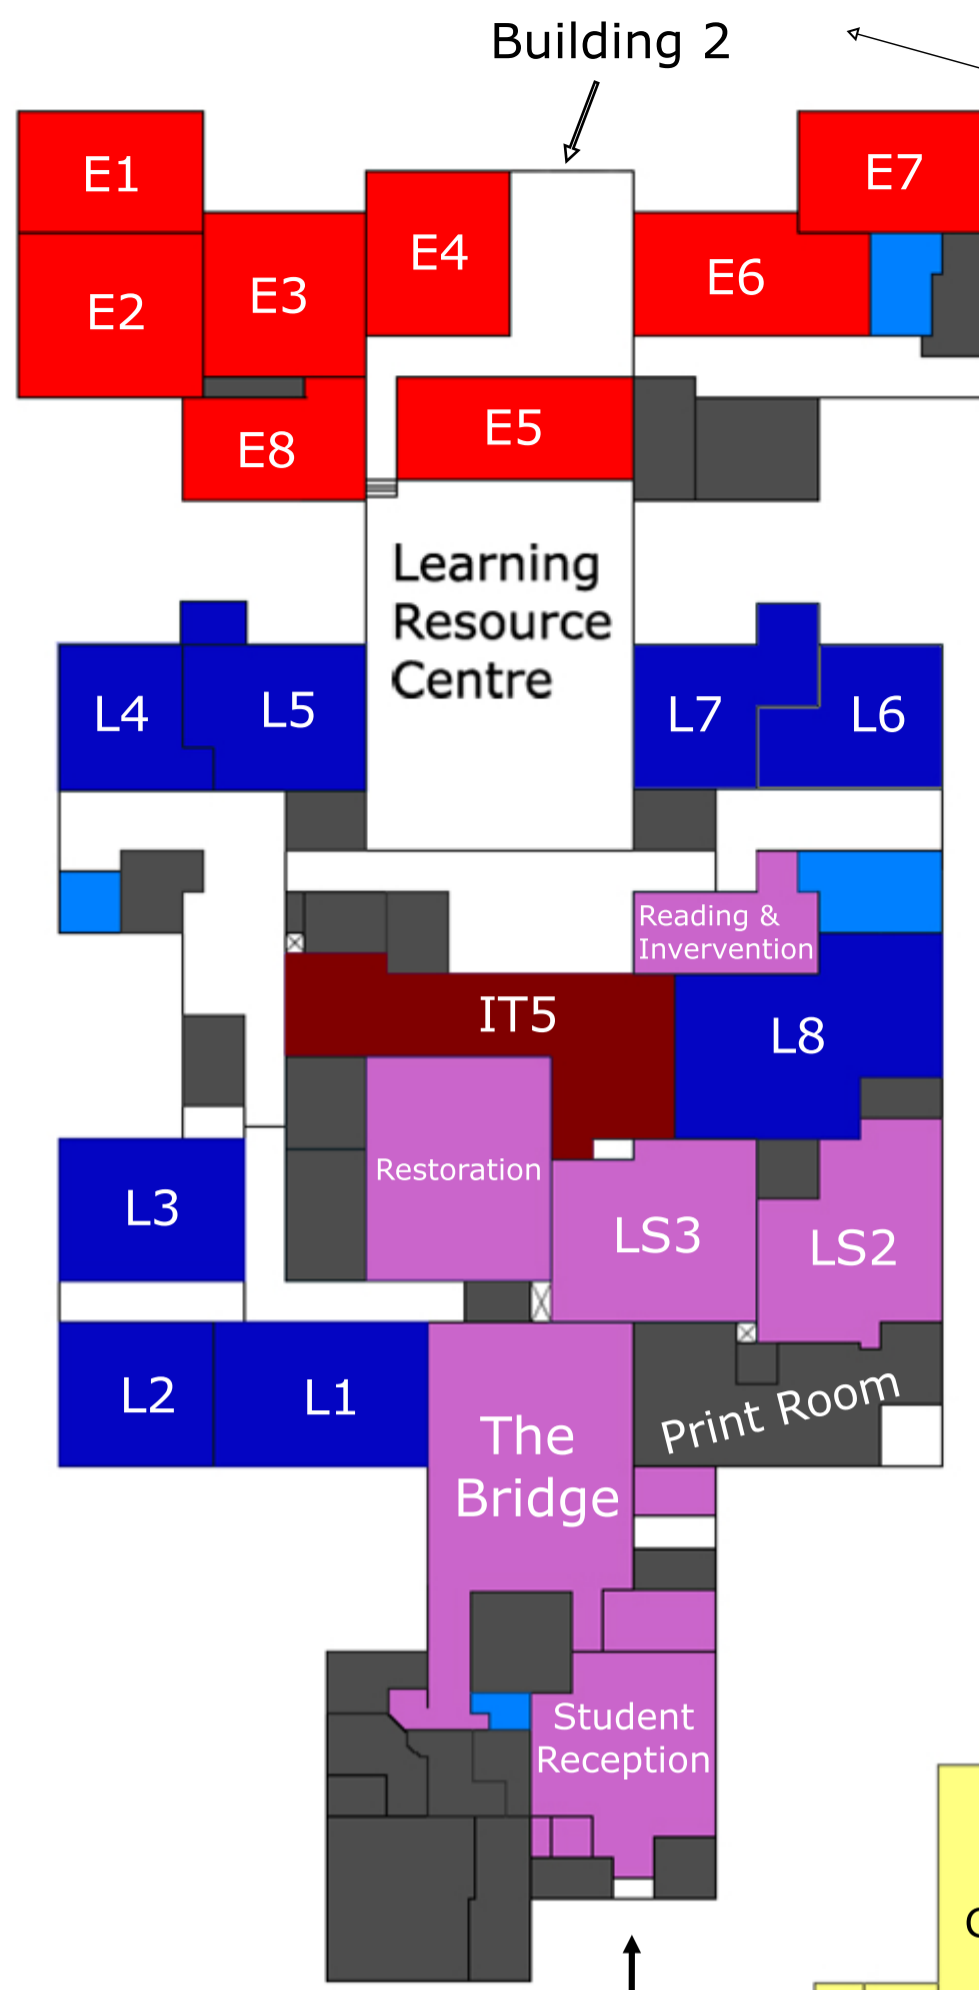 Building 2
E1
E7
E4
E6
E3
E2
E5
E8
Learning
Resource
Centre
L4
L5
L7
L6
Reading &
Invervention
IT5
L8
Restoration
L3
LS3
LS2
L2
L1
Print Room
The
Bridge
Student
Reception